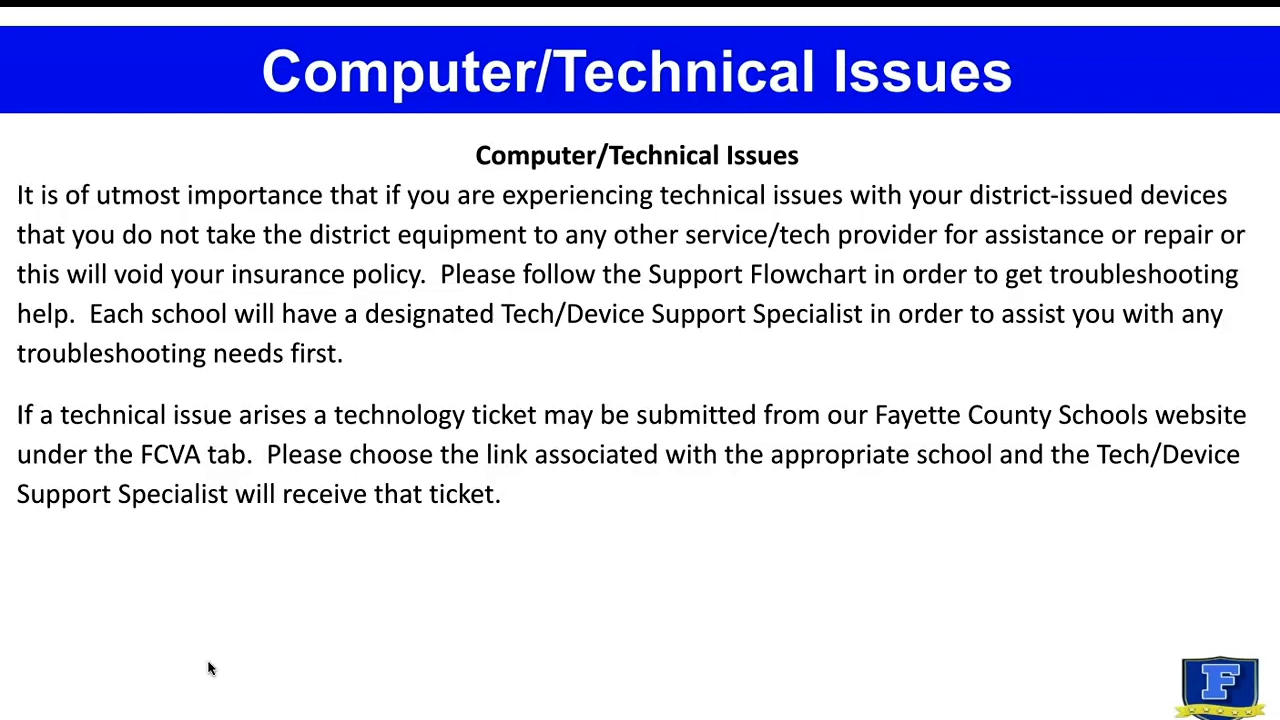 Computer/Technical Issues
Computer/Technical Issues
It is of utmost importance that if you are experiencing technical issues with your district-issued devices
that you do not take the district equipment to any other service/tech provider for assistance or repair or
this will void your insurance policy.  Please follow the Support Flowchart in order to get troubleshooting
help.  Each school will have a designated Tech/Device Support Specialist in order to assist you with any
troubleshooting needs first.
If a technical issue arises a technology ticket may be submitted from our Fayette County Schools website
under the FCVA tab.  Please choose the link associated with the appropriate school and the Tech/Device
Support Specialist will receive that ticket.
F